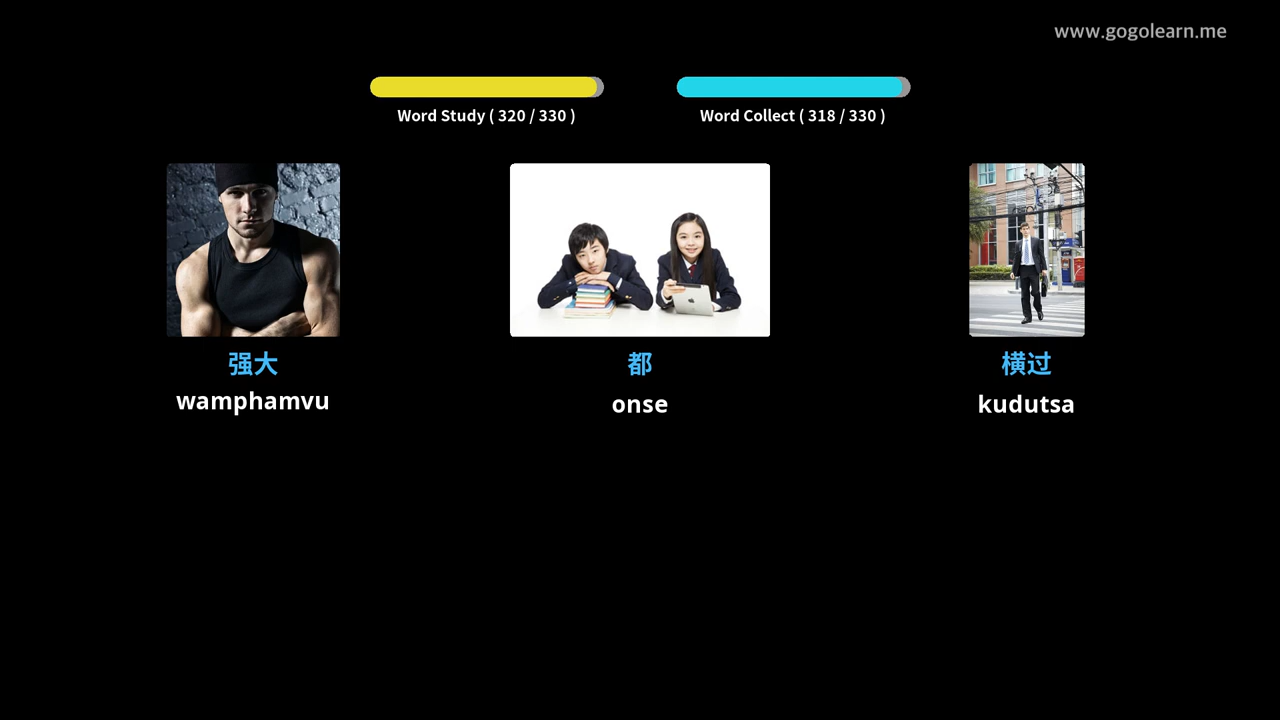 www.gogolearn.me
Word Study ( 320 / 330 )
Word Collect ( 318 / 330 )
强大
都
横过
wamphamvu
onse
kudutsa